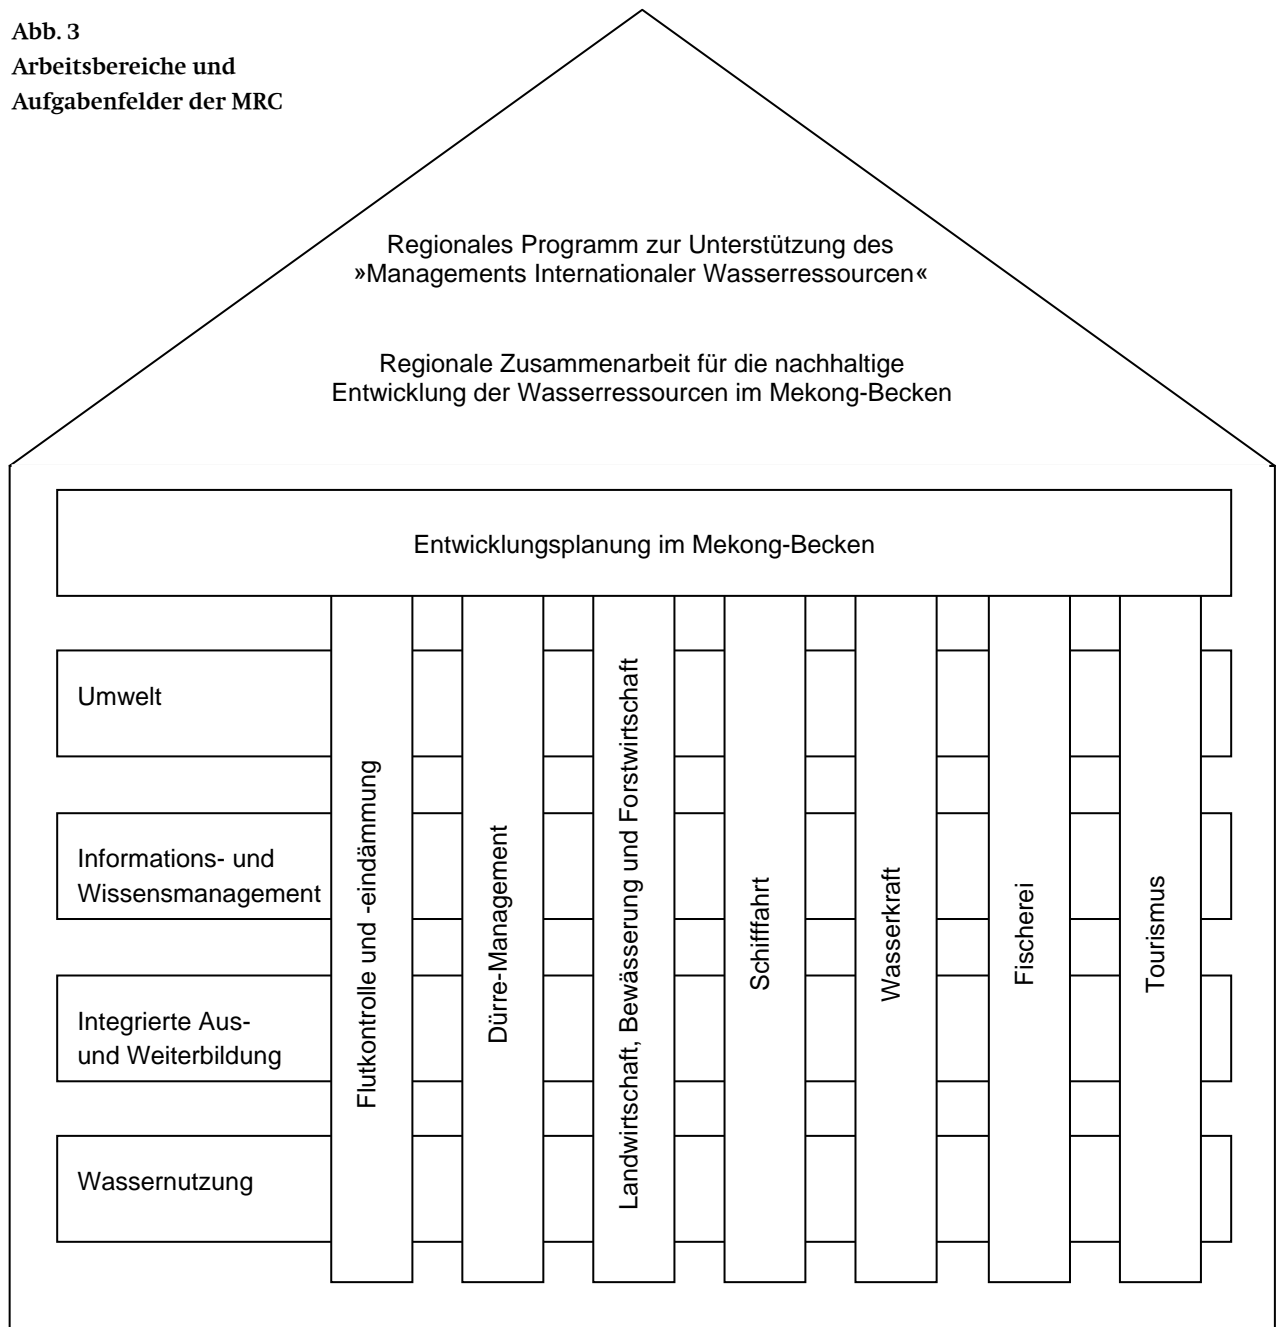 Abb. 3
Arbeitsbereiche und
Aufgabenfelder der MRC
Regionales Programm zur Unterstützung des
»Managements Internationaler Wasserressourcen«
Regionale Zusammenarbeit für die nachhaltige
Entwicklung der Wasserressourcen im Mekong-Becken
Entwicklungsplanung im Mekong-Becken
Umwelt
Informations- und
Wissensmanagement
Integrierte Aus-
und Weiterbildung
Wassernutzung
Flutkontrolle und -eindämmung
Dürre-Management
Landwirtschaft, Bewässerung und Forstwirtschaft
Schifffahrt
Wasserkraft
Fischerei
Tourismus